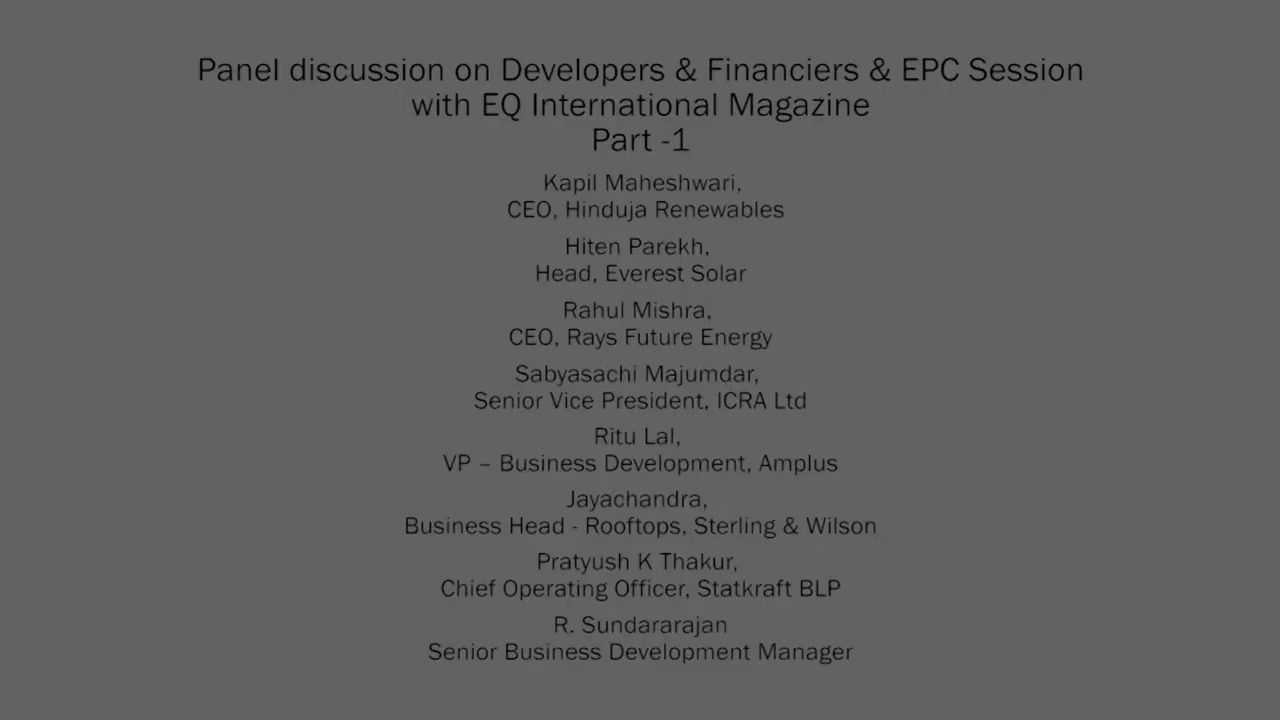 Panel discussion on Developers & Financiers & EPC Session
with EQ International Magazine
Part -1
Kapil Maheshwari,
CEO, Hinduja Renewables
Hiten Parekh,
Head, Everest Solar
Rahul Mishra,
CEO, Rays Future Energy
Sabyasachi Majumdar,
Senior Vice President, ICRA Ltd
Ritu Lal,
VP – Business Development, Amplus
Jayachandra,
Business Head - Rooftops, Sterling & Wilson
Pratyush K Thakur,
Chief Operating Officer, Statkraft BLP
R. Sundararajan
Senior Business Development Manager